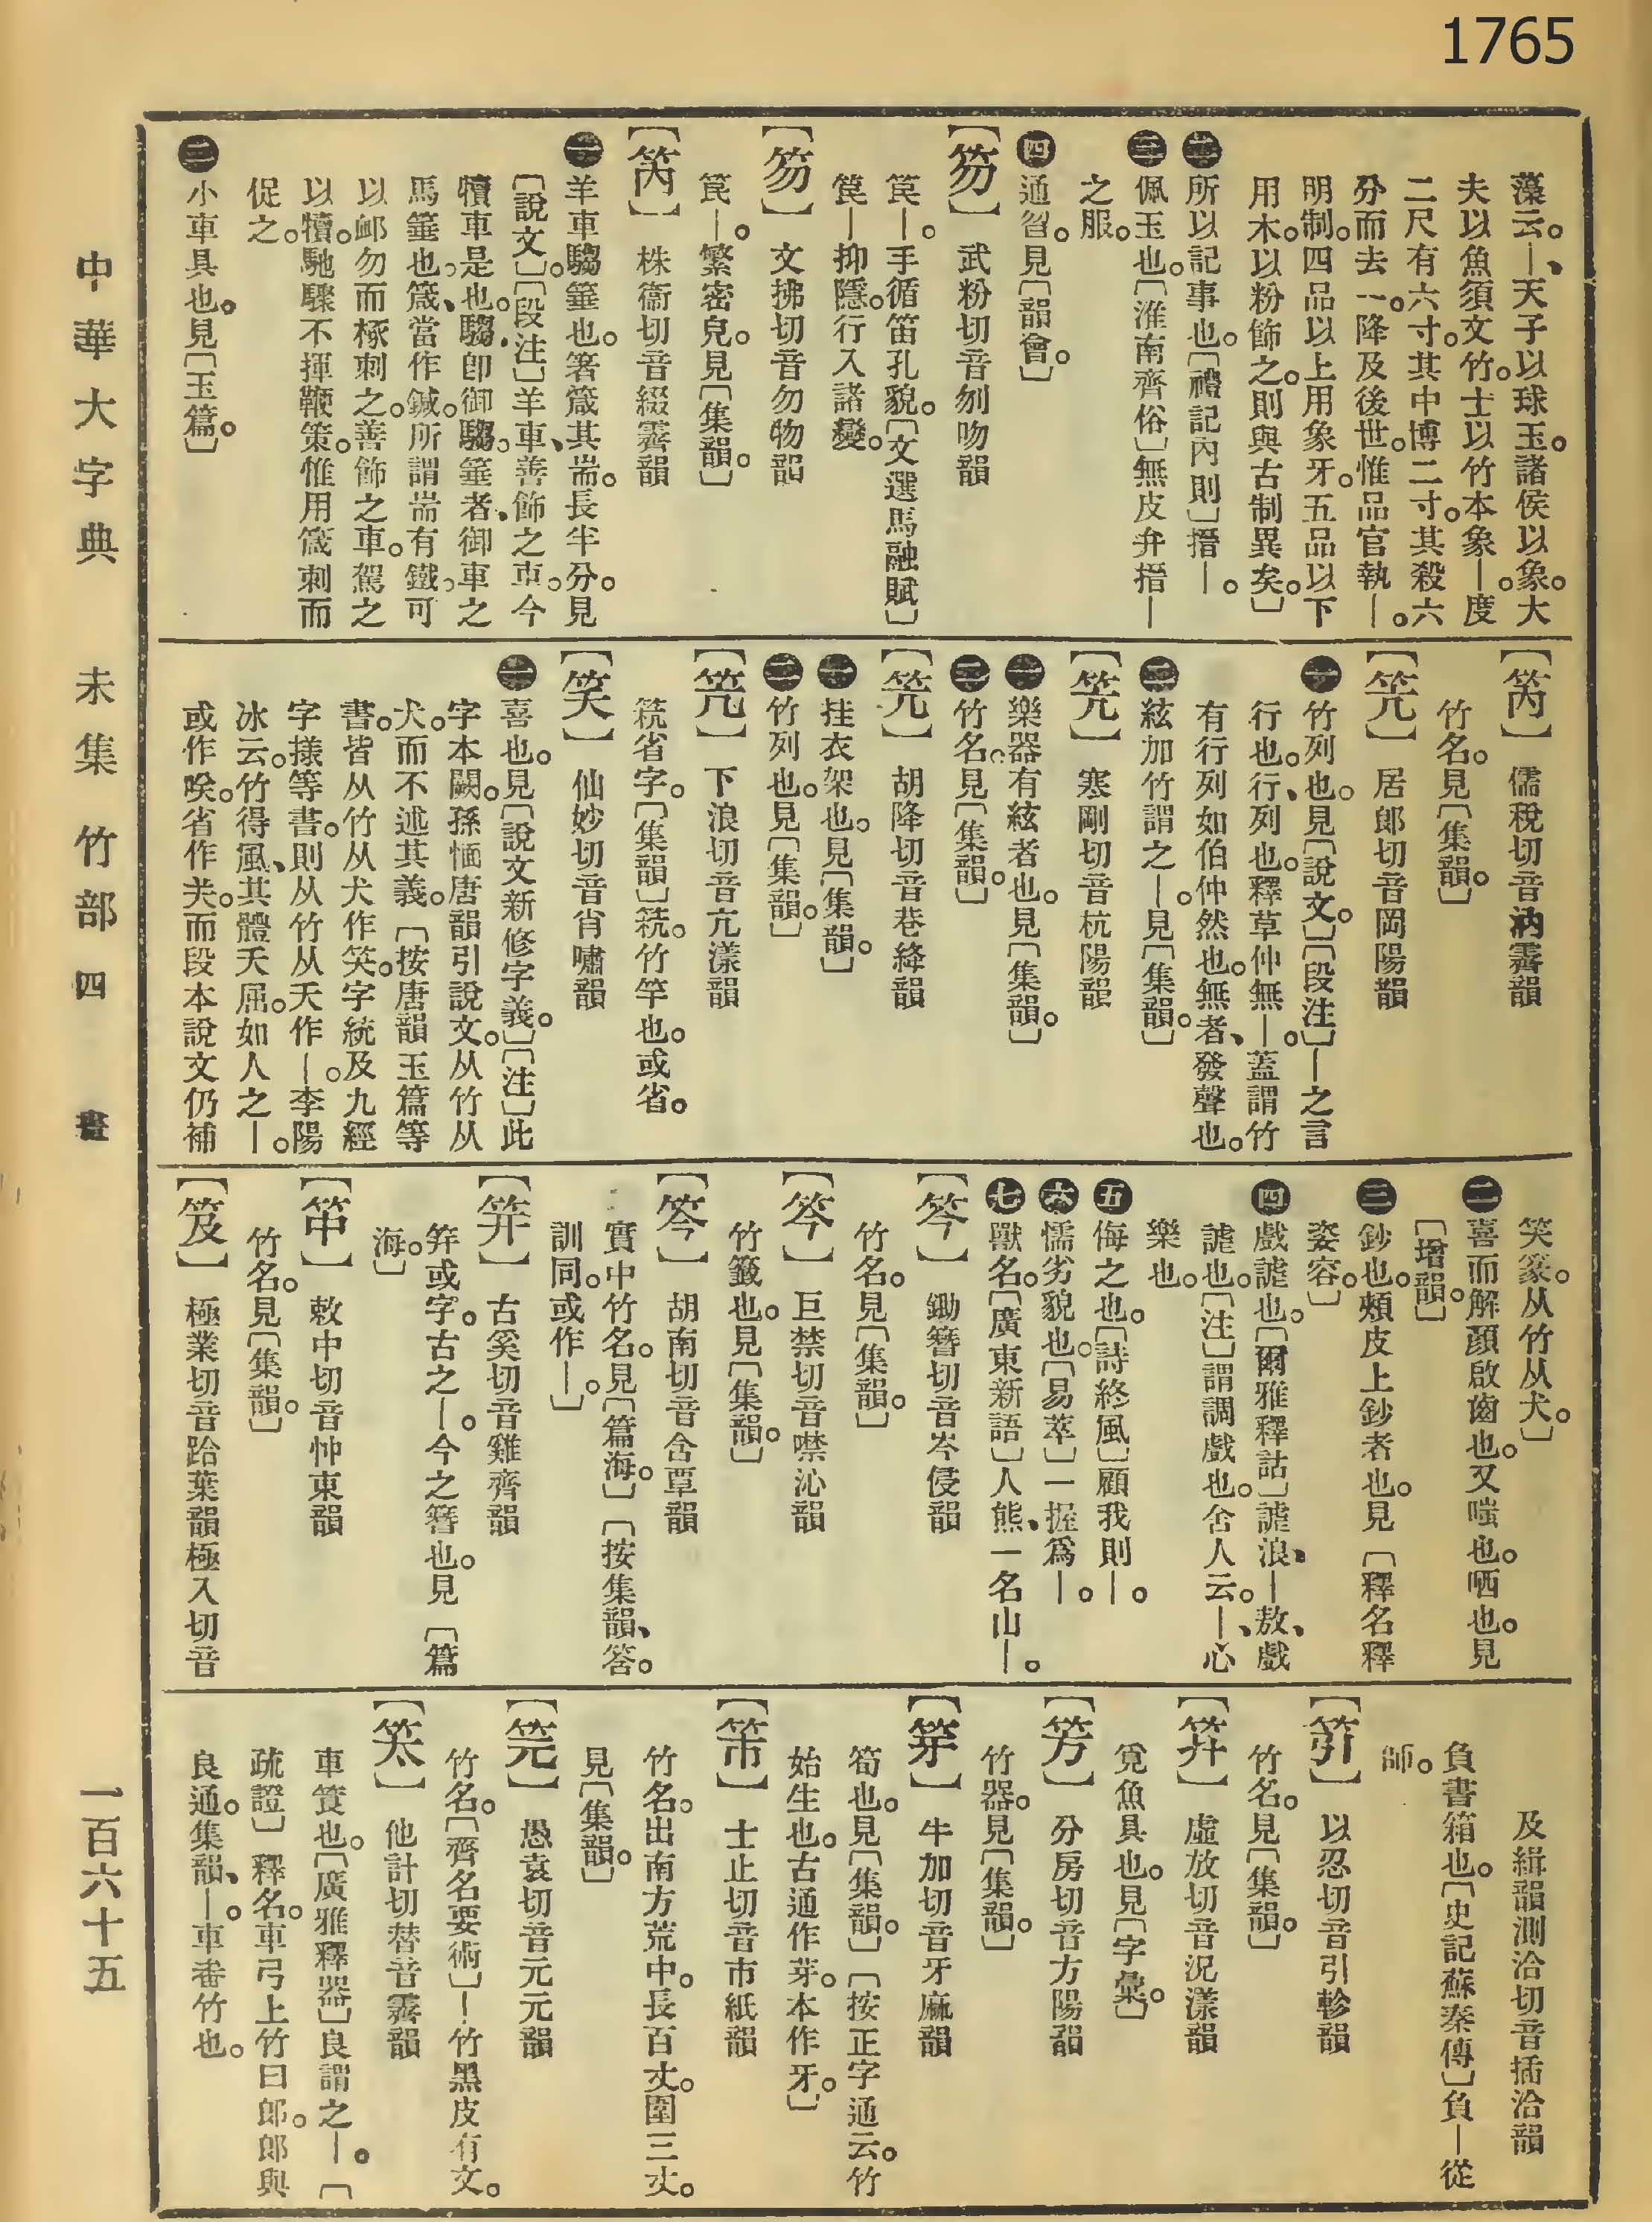 1765
藻云。—、天子以球玉。諸侯以象。大
夫以魚須文竹。士以竹本象—。度
二尺有六寸。其中博二寸。其殺六
分而去一。降及後世。惟品官執—。
明制。四品以上用象牙。五品以下
用木。以粉飾之。則與古制異矣。〕
㊁所以記事也。〔禮記內則〕搢—。
㊂佩玉也。〔淮南齊俗〕無皮弁搢—
之服。
㊃通曶。見〔韻會。〕
【笏】 武粉切音刎吻韻
笢—。手循笛孔貌。〔文選馬融賦〕
笢—抑隱。行入諸變。
【笏】 文拂切音勿物韻
笢—。繁密皃。見〔集韻。〕
【笍】 株衞切音綴霽韻
㊀羊車騶箠也。箸箴其耑。長半分。見
〔說文〕〔段注〕羊車、善飾之車。今
犢車是也。騶、卽御騶。箠者、御車之
馬箠也。箴、當作鍼。所謂耑有鐵。可
以邮勿而椓刺之。善飾之車。駕之
以犢。馳驟不揮鞭策。惟用箴刺而
促之。
㊁小車具也。見〔玉篇。〕
【笍】 儒稅切音汭霽韻
竹名。見〔集韻。〕
【笐】 居郎切音岡陽韻
㊀竹列也。見〔說文。〕〔段注〕—之言
行也。行、列也。釋草仲無—。蓋謂竹
有行列如伯仲然也。無者、發聲也。
㊁絃加竹謂之—。見〔集韻。〕
【笐】 寒剛切音杭陽韻
㊀樂器有絃者也。見〔集韻。〕
㊁竹名。見〔集韻。〕
【笐】 胡降切音巷絳韻
㊀挂衣架也。見〔集韻。〕
㊁竹列也。見〔集韻。〕
【笐】 下浪切音亢漾韻
筅省字。〔集韻〕筅。竹竿也。或省。
【笑】 仙妙切音肖嘯韻
㊀喜也。見〔說文新修字義。〕〔注〕此
字本闕。孫愐唐韻引說文。从竹从
犬。而不述其義。〔按唐韻玉篇等
書。皆从竹从犬作笑。字統及九經
字㨾等書。則从竹从夭作—。李陽
冰云。竹得風、其體夭屈。如人之—。
或作咲。省作关。而段本說文仍補
笑篆。从竹从犬。〕
㊁喜而解顏啟齒也。又嗤也。哂也。見
〔增韻。〕
㊂鈔也。頰皮上鈔者也。見〔釋名釋
姿容。〕
㊃戲謔也。〔爾雅釋詁〕謔浪、—敖、戲
謔也。〔注〕謂調戲也。舍人云。—、心
樂也。
㊄侮之也。〔詩終風〕顧我則—。
㊅懦劣貌也。〔易萃〕一握爲—。
㊆獸名。〔廣東新語〕人熊、一名山—。
【笒】 鋤簪切音岑侵韻
竹名。見〔集韻。〕
【笒】 巨禁切音噤沁韻
竹籤也。見〔集韻。〕
【笒】 胡南切音含覃韻
實中竹名。見〔篇海。〕〔按集韻、筨。
訓同。或作—。〕
【笄】 古奚切音雞齊韻
筓或字。古之—。今之簪也。見〔篇
海。〕
【筗】 敕中切音忡東韻
竹名。見〔集韻。〕
【笈】 極業切音跲葉韻極入切音
及緝韻測洽切音插洽韻
負書箱也。〔史記蘇秦傳〕負—從
師。
【笖】 以忍切音引軫韻
竹名。見〔集韻。〕
【筓】 虛放切音況漾韻
覓魚具也。見〔字彙。〕
【䇱】 分房切音方陽韻
竹器。見〔集韻。〕
【笌】 牛加切音牙麻韻
筍也。見〔集韻。〕〔按正字通云。竹
始生也。古通作芽。本作牙。〕
【笫】 士止切音市紙韻
竹名。出南方荒中。長百丈。圍三丈。
見〔集韻。〕
【笎】 愚袁切音元元韻
竹名。〔齊名要術〕—竹黑皮有文。
【䇲】 他計切替音霽韻
車簧也。〔廣雅釋器〕良謂之—。〔
疏證〕釋名。車弓上竹曰郎。郎與
良通。集韻、—。車䡵竹也。
中華大字典 未集 竹部 四畫 一百六十五